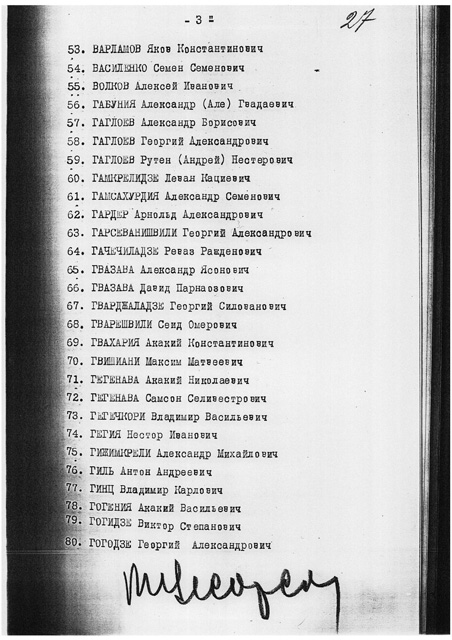 - 3 =
27
53. ВАРЛАМОВ Яков Константинович
54. ВАСИЛЕНКО Семен Семенович
55. ВОЛКОВ Алексей Иванович
56. ГАБУНИЯ Александр (Але) Гвадаевич
57. ГАГЛОЕВ Александр Борисович
58. ГАГЛОЕВ Георгий Александрович
59. ГАГЛОЕВ Рутен (Андрей) Нестерович
60. ГАМКРЕЛИДЗЕ Леван Кациевич
61. ГАМСАХУРДИЯ Александр Семенович
62. ГАРДЕР Арнольд Александрович
63. ГАРСЕВАНИШВИЛИ Георгий Александрович
64. ГАЧЕЧИЛАДЗЕ Реваз Ражденович
65. ГВАЗАВА Александр Ясонович
66. ГВАЗАВА Давид Парнаозович
67. ГВАРДЖАЛАДЗЕ Георгий Силованович
68. ГВАРЕШВИЛИ Сеид Омерович
69. ГВАХАРИЯ Акакий Константинович
70. ГВИШИАНИ Максим Матвеевич
71. ГЕГЕНАВА Акакий Николаевич
72. ГЕГЕНАВА Самсон Селивестрович
73. ГЕГЕЧКОРИ Владимир Васильевич
74. ГЕГИЯ Нестор Иванович
75. ГИЖИМКРЕЛИ Александр Михайлович
76. ГИЛЬ Антон Андреевич
77. ГИНЦ Владимир Карлович
78. ГОГЕНИЯ Акакий Васильевич
79. ГОГИДЗЕ Виктор Степанович
80. ГОГОДЗЕ Георгий Александрович